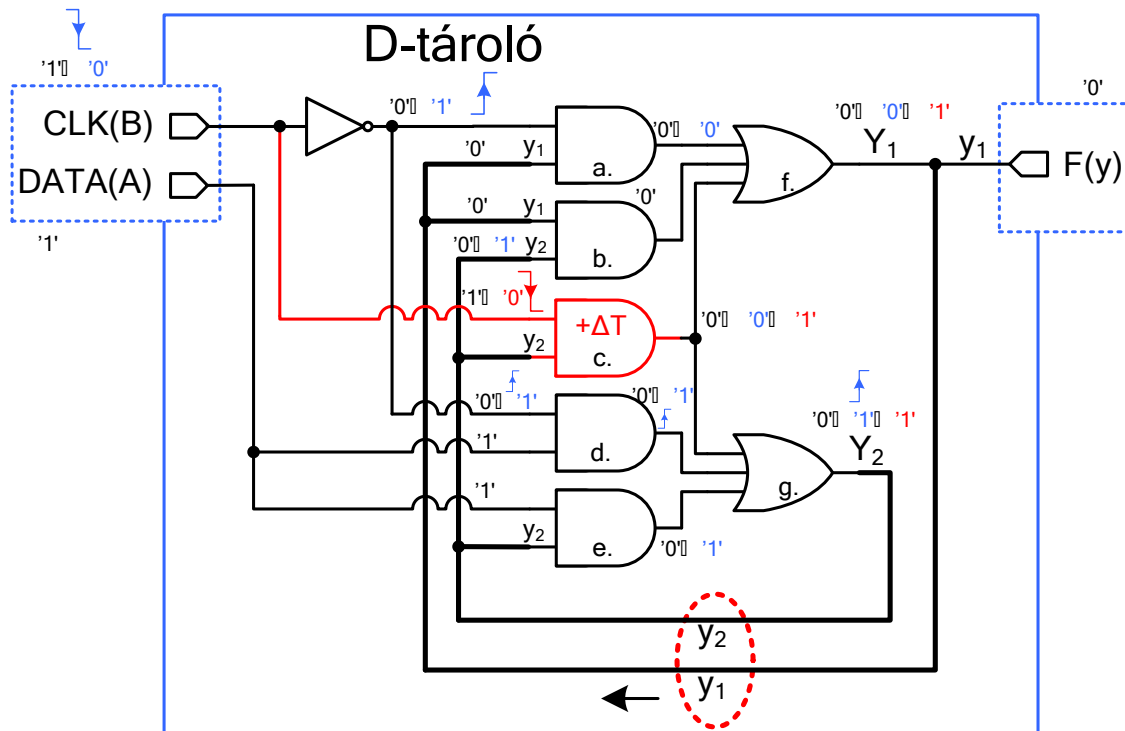 D-tároló
'1'▯ '0'
'0'
CLK(B)
'0'▯ '1'
'0'▯ '0'
'0'▯ '0'▯ '1'
DATA(A)
'0' y1
a.
f.
Y1
y1
F(y)
'1'
'0' y1
'0'
'0'▯ '1' y2
b.
'1'▯ '0'
+ΔT
'0'▯ '0'▯ '1'
y2
c.
'0'▯ '1'
'0'▯ '1'
'0'▯ '1'▯ '1'
'1'
d.
Y2
'1'
g.
y2
e.
'0'▯ '1'
y2
y1